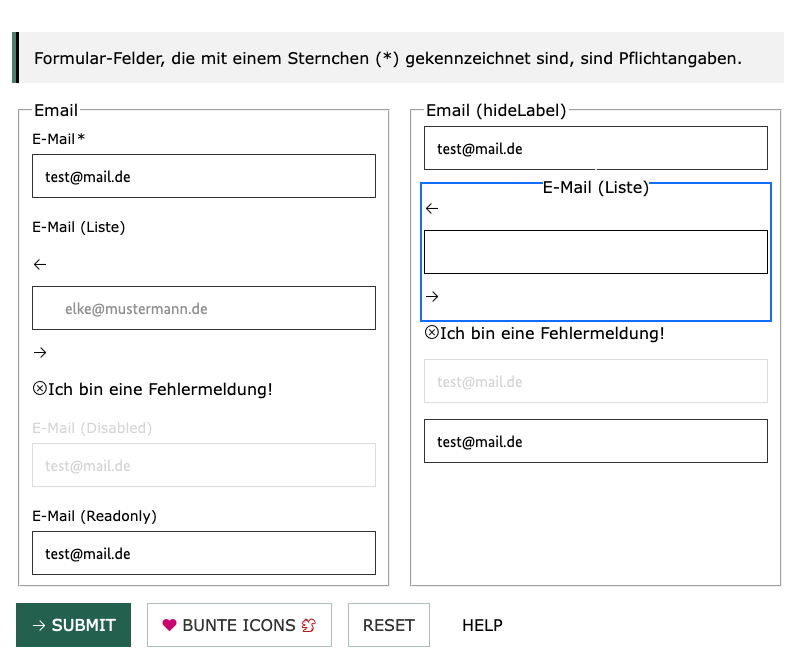 Formular-Felder, die mit einem Sternchen (*) gekennzeichnet sind, sind Pflichtangaben.
Email
E-Mail*
test@mail.de
E-Mail (Liste)
←
elke@mustermann.de
→
Ich bin eine Fehlermeldung!
E-Mail (Disabled)
test@mail.de
E-Mail (Readonly)
test@mail.de
Email (hideLabel)
test@mail.de
E-Mail (Liste)
←
→
Ich bin eine Fehlermeldung!
test@mail.de
test@mail.de
→ SUBMIT
BUNTE ICONS
RESET
HELP